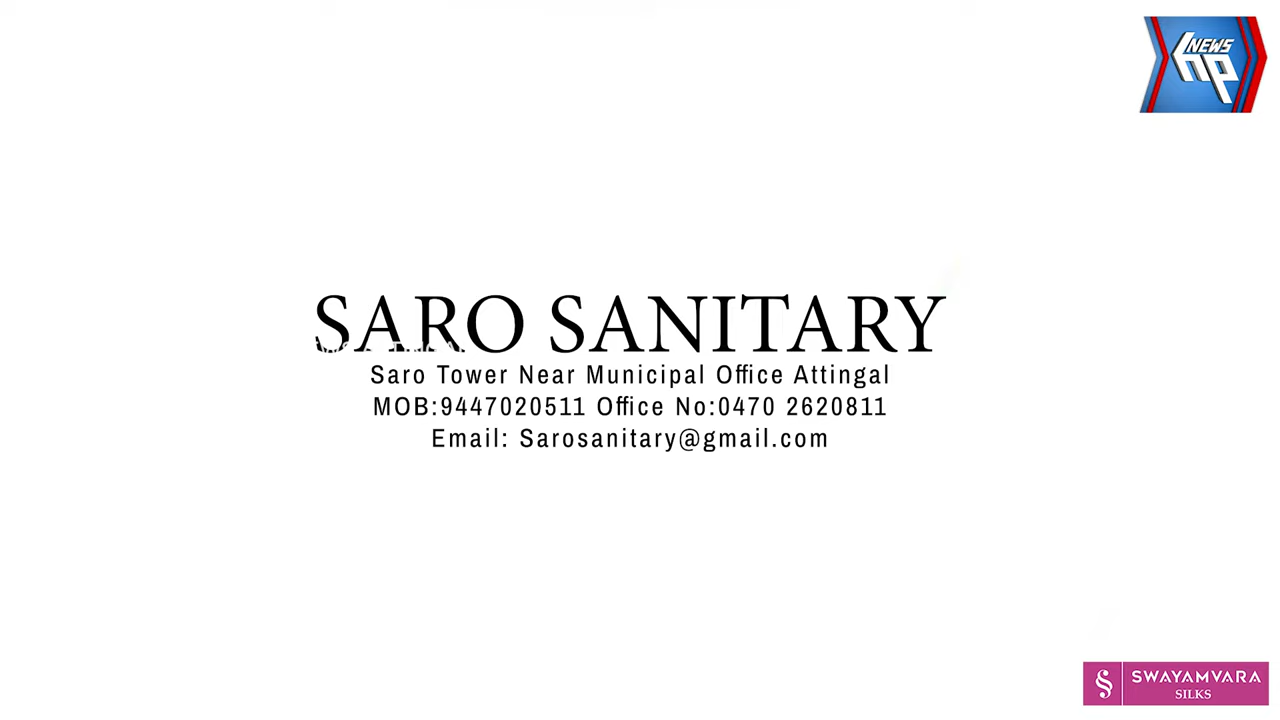 NEWS
hp
SARO SANITARY
Saro Tower Near Municipal Office Attingal
MOB:9447020511 Office No:0470 2620811
Email: Sarosanitary@gmail.com
SWAYAMVARA
SILKS